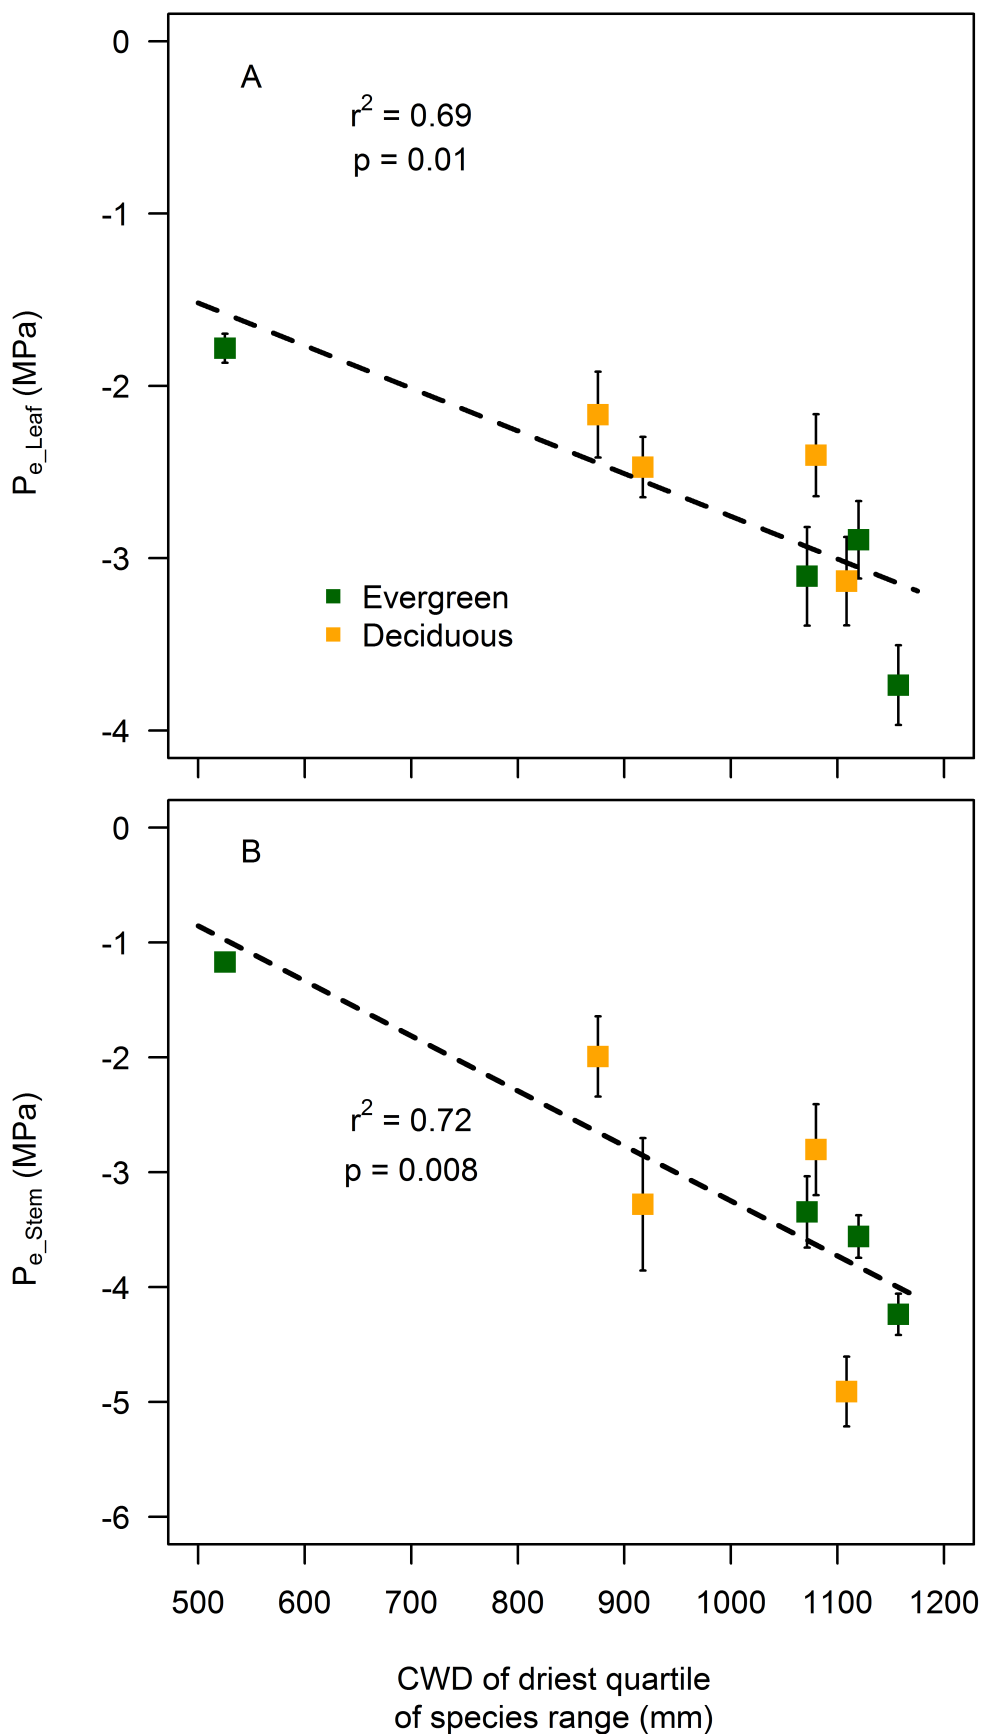 A
r² = 0.69
p = 0.01
0
-1
-2
-3
-4
P e_Leaf (MPa)
Evergreen
Deciduous
B
r² = 0.72
p = 0.008
0
-1
-2
-3
-4
-5
-6
P e_Stem (MPa)
500 600 700 800 900 1000 1100 1200
CWD of driest quartile
of species range (mm)